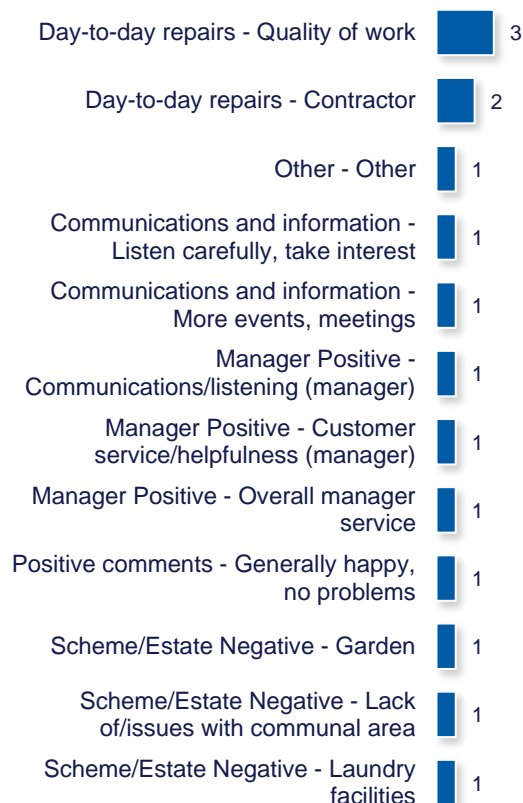 Day-to-day repairs - Quality of work 3
Day-to-day repairs - Contractor 2
Other - Other 1
Communications and information -
Listen carefully, take interest 1
Communications and information -
More events, meetings 1
Manager Positive -
Communications/listening (manager) 1
Manager Positive - Customer
service/helpfulness (manager) 1
Manager Positive - Overall manager
service 1
Positive comments - Generally happy,
no problems 1
Scheme/Estate Negative - Garden 1
Scheme/Estate Negative - Lack
of/issues with communal area 1
Scheme/Estate Negative - Laundry
facilities 1